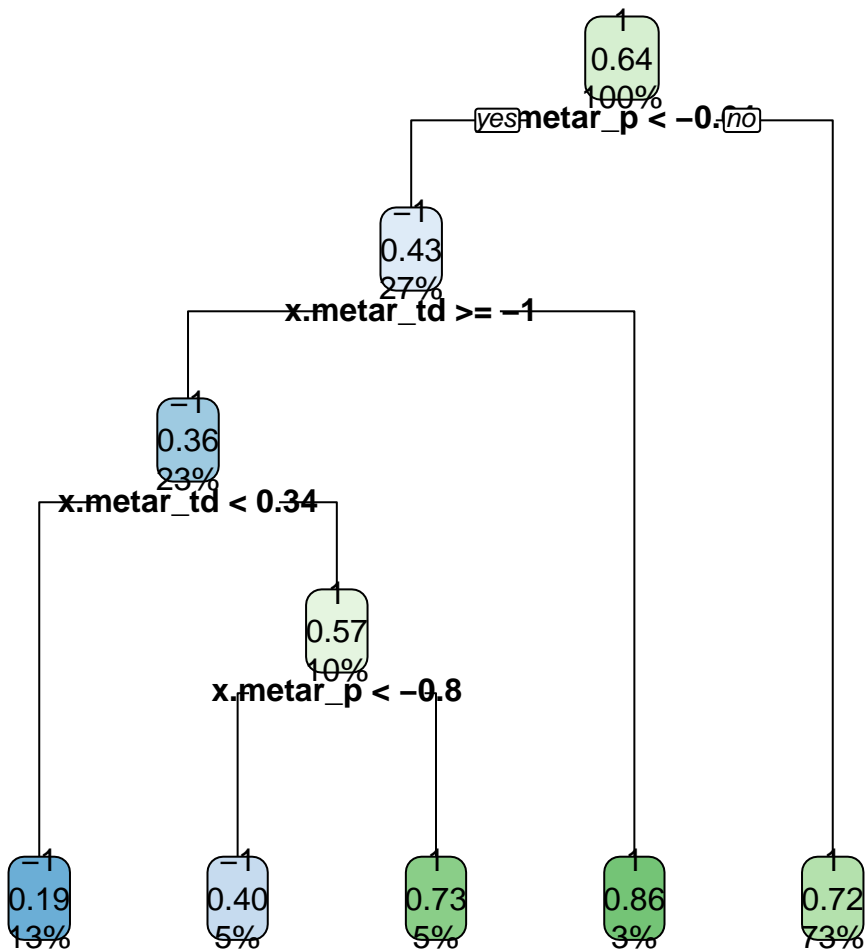 1
0.64
100%
yes metar_p < −0. no
−1
0.43
27%
x.metar_td >= −1
−1
0.36
23%
x.metar_td < 0.34
1
0.57
10%
x.metar_p < −0.8
−1 −1 1 1 1
0.19 0.40 0.73 0.86 0.72
13% 5% 5% 3% 73%